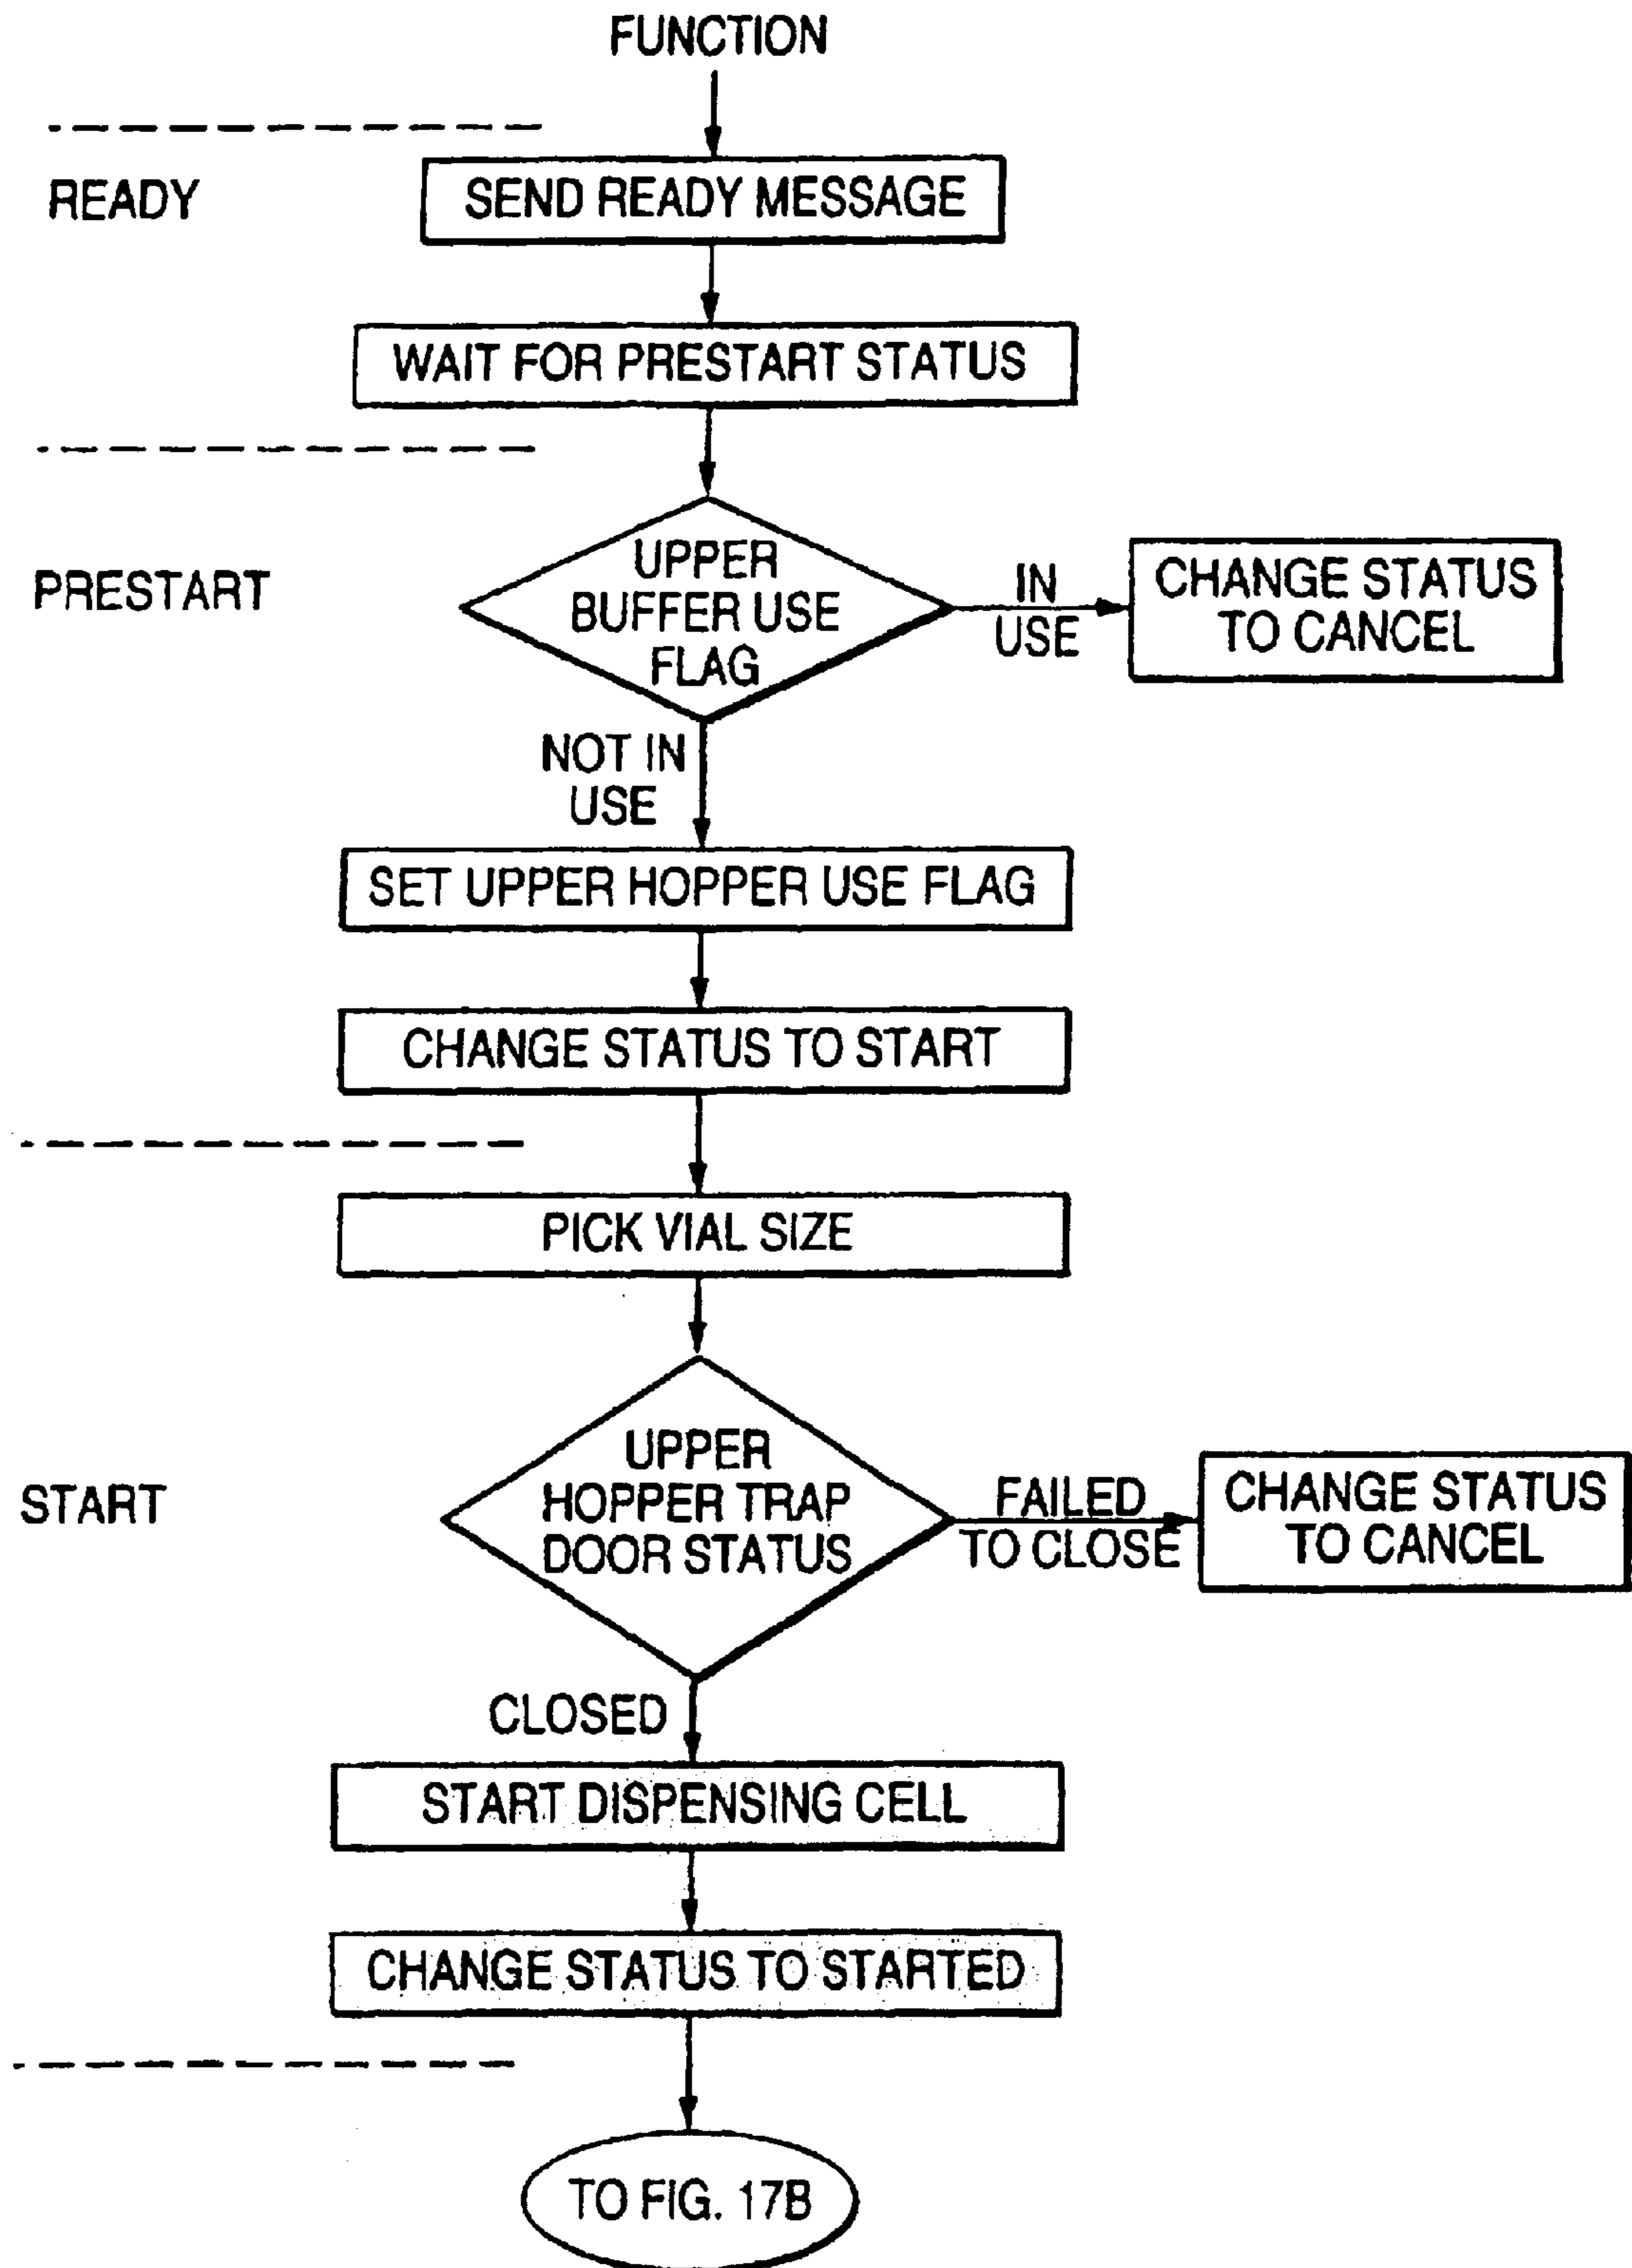 FUNCTION
READY
SEND READY MESSAGE
WAIT FOR PRESTART STATUS
PRESTART
UPPER
BUFFER USE
FLAG
IN
USE
CHANGE STATUS
TO CANCEL
NOT IN
USE
SET UPPER HOPPER USE FLAG
CHANGE STATUS TO START
PICK VIAL SIZE
START
UPPER
HOPPER TRAP
DOOR STATUS
FAILED
TO CLOSE
CHANGE STATUS
TO CANCEL
CLOSED
START DISPENSING CELL
CHANGE STATUS TO STARTED
TO FIG. 17B